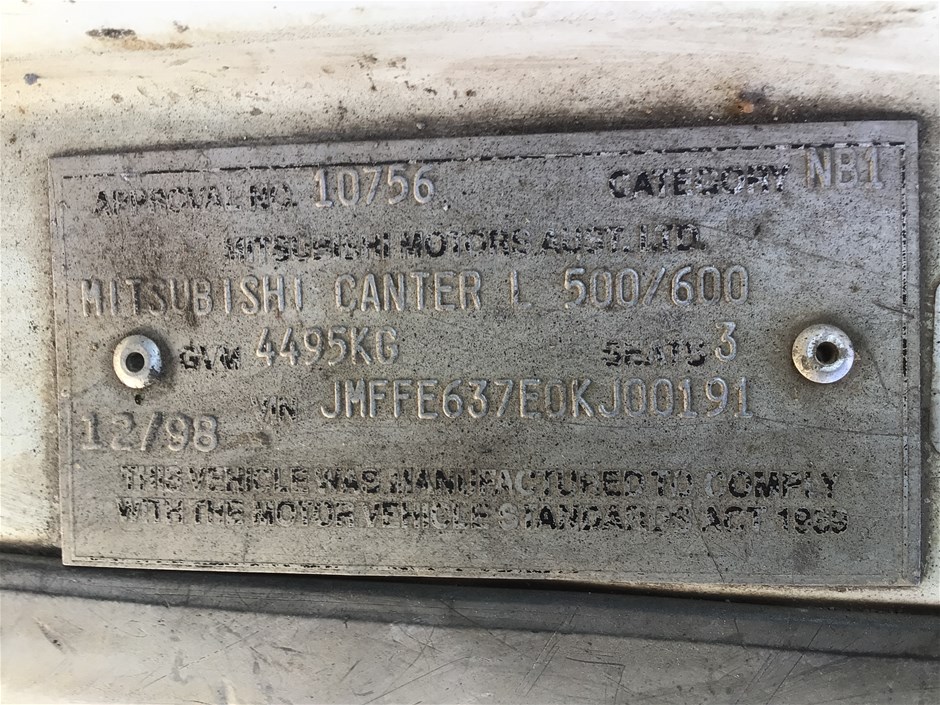 APPROVAL NO. 10756 CATEGORY NB1
MITSUBISHI MOTORS AUST. LTD.
MITSUBISHI CANTER L 500/600
GVM 4495KG SEATS 3
VIN JMFFE637E0KJ00191
12/98
THIS VEHICLE WAS MANUFACTURED TO COMPLY
WITH THE MOTOR VEHICLE STANDARDS ACT 1989